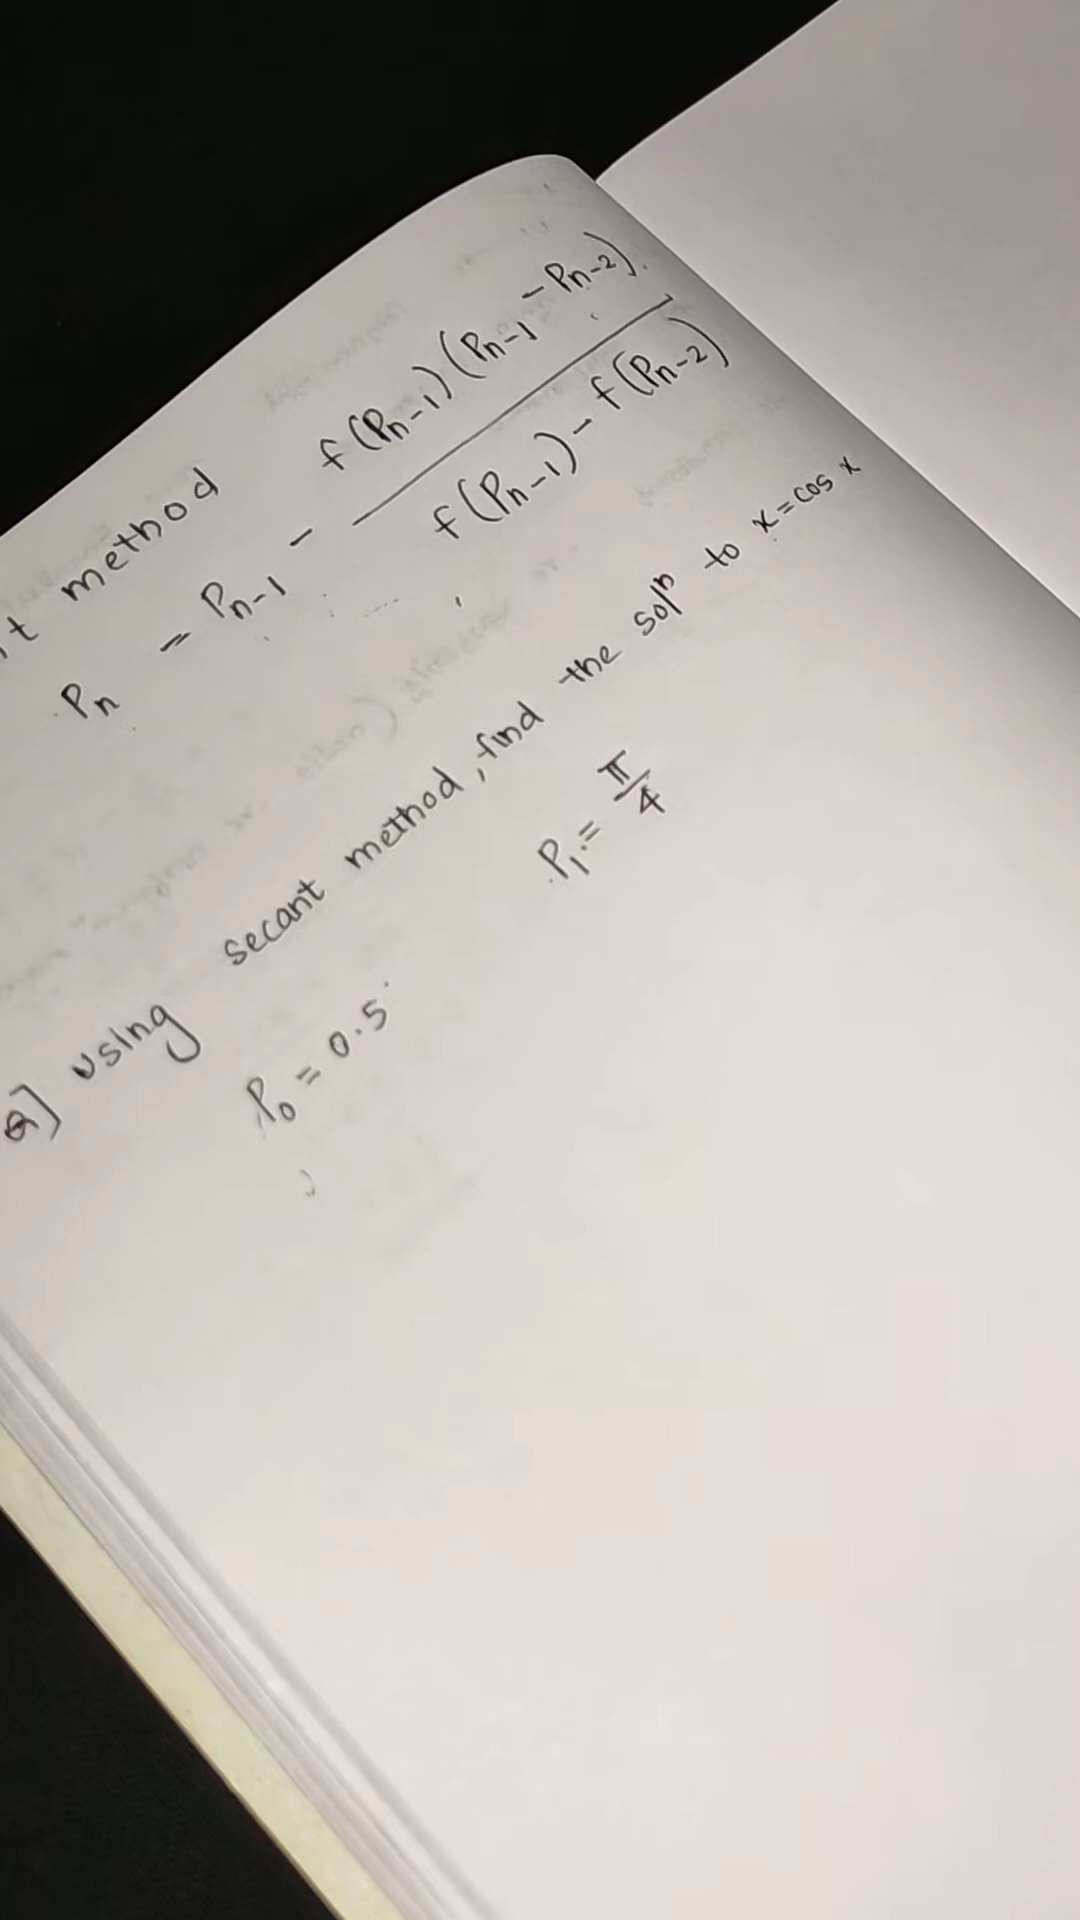 method
Pn = Pn-1 - f(Pn-1)(Pn-1 - Pn-2) / f(Pn-1) - f(Pn-2)
Q] using secant method, find the solⁿ to x = cos x
P0 = 0.5 P1 = π/4